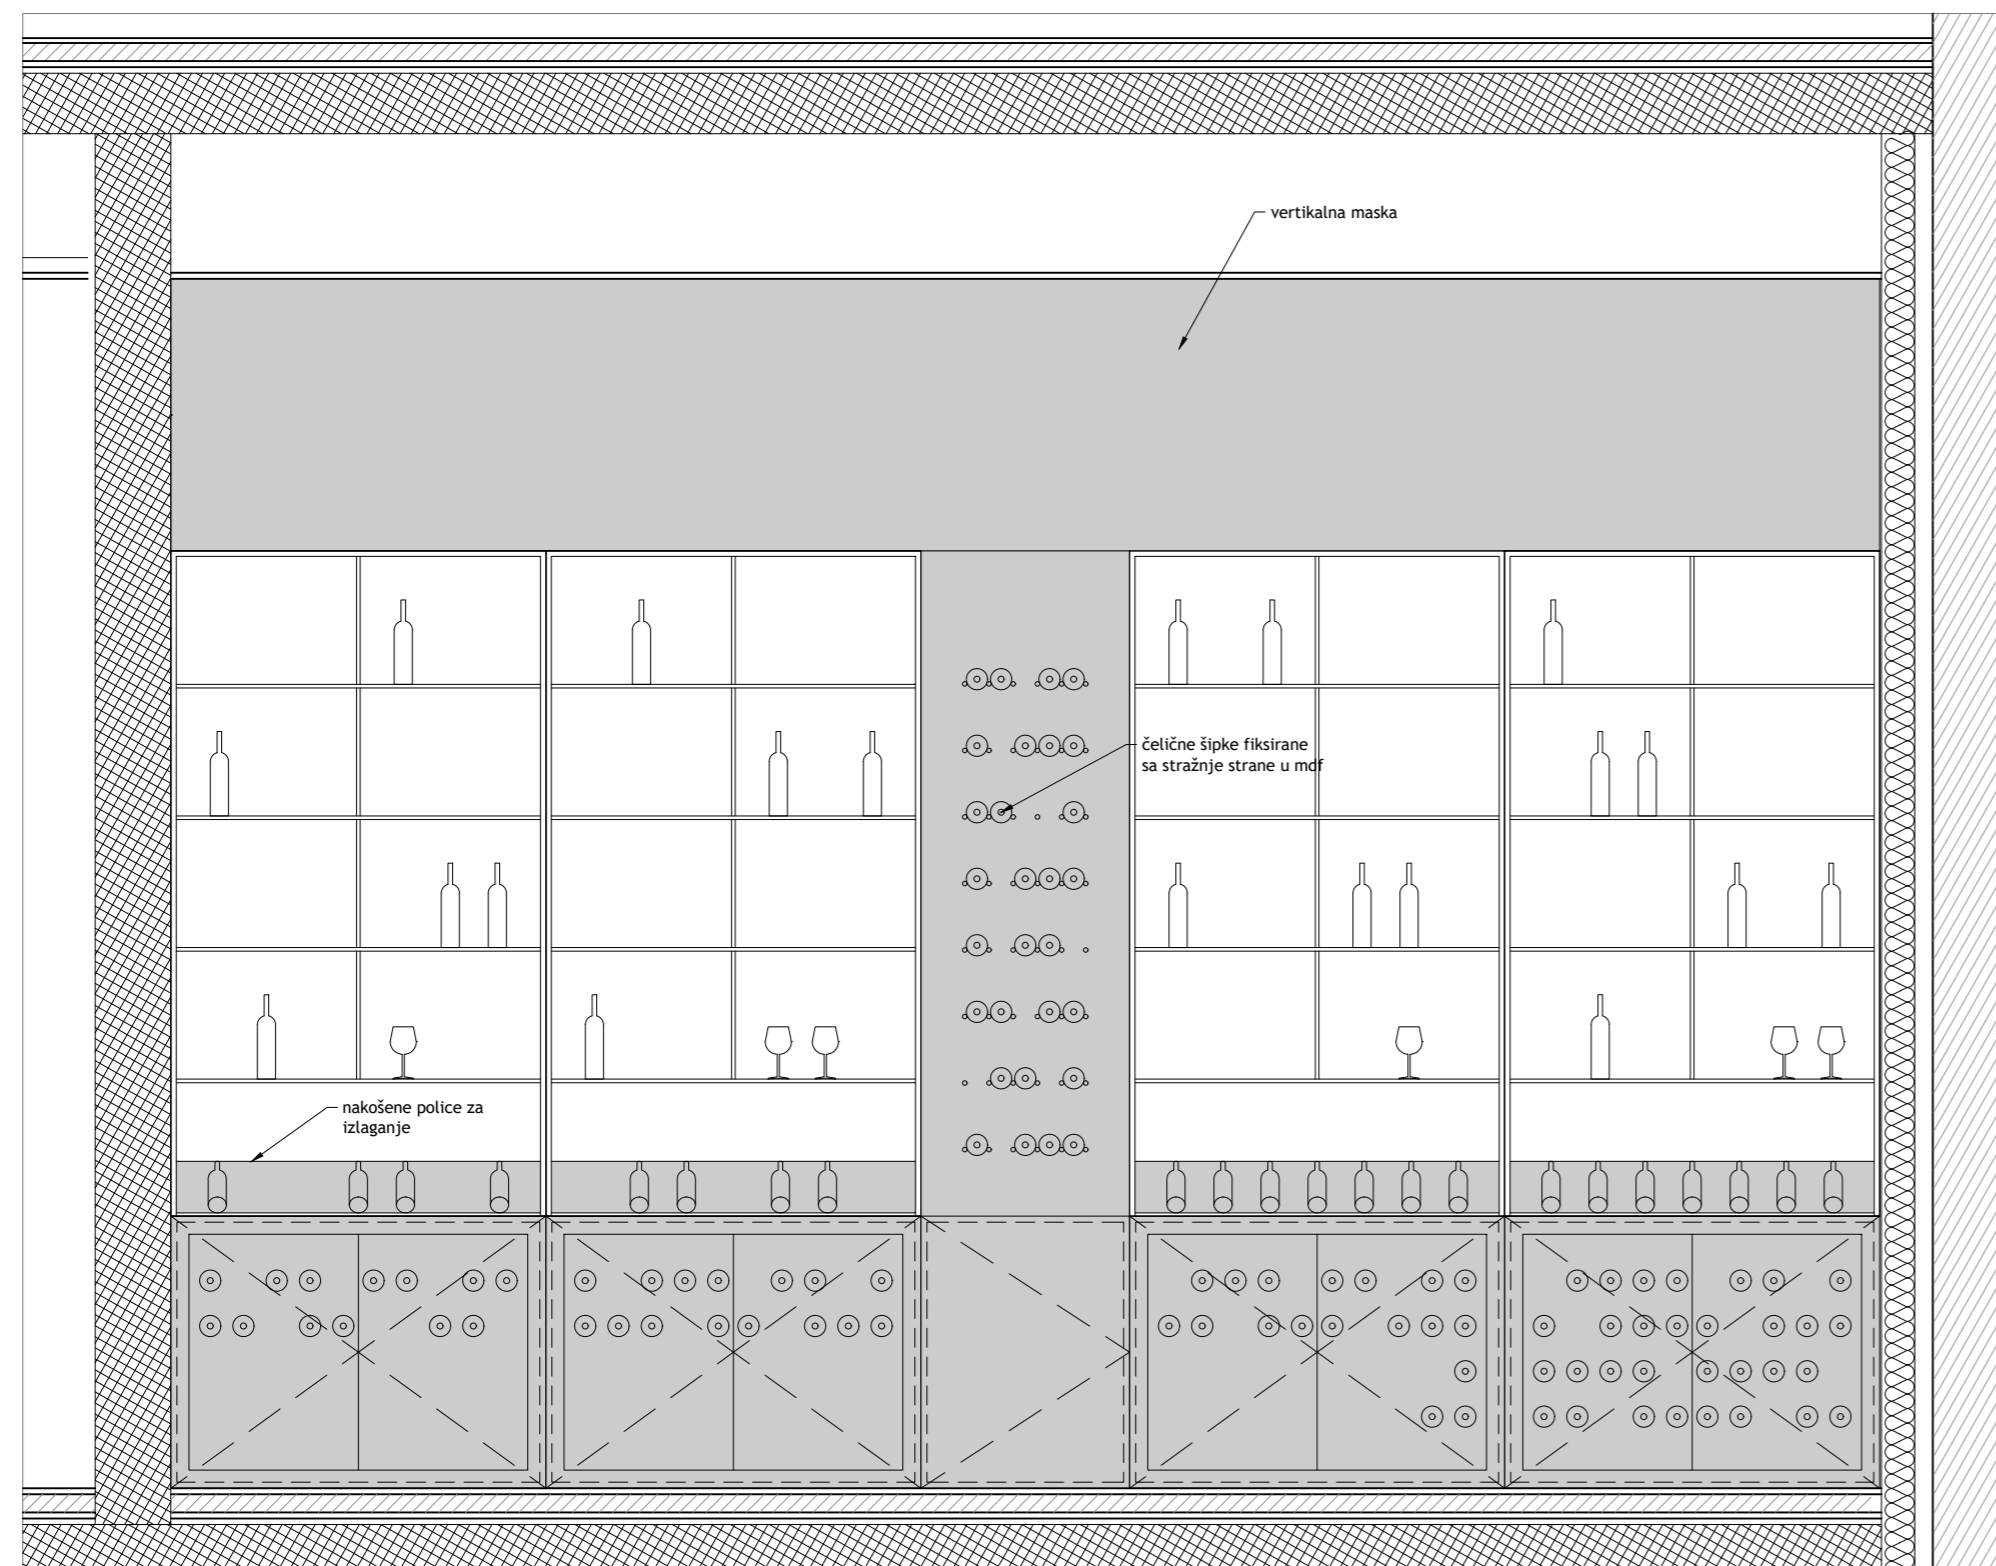 vertikalna maska
čelične šipke fiksirane
sa stražnje strane u mdf
nakošene police za
izlaganje